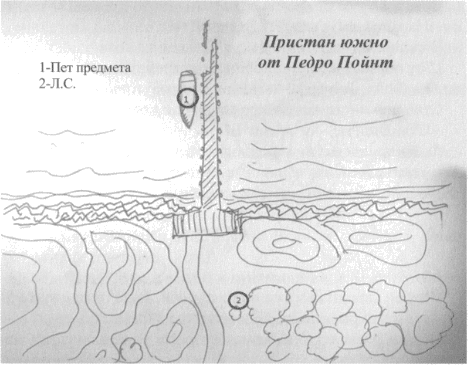 Пристан южно
от Педро Пойнт
1-Пет предмета
2-Л.С.
1
2